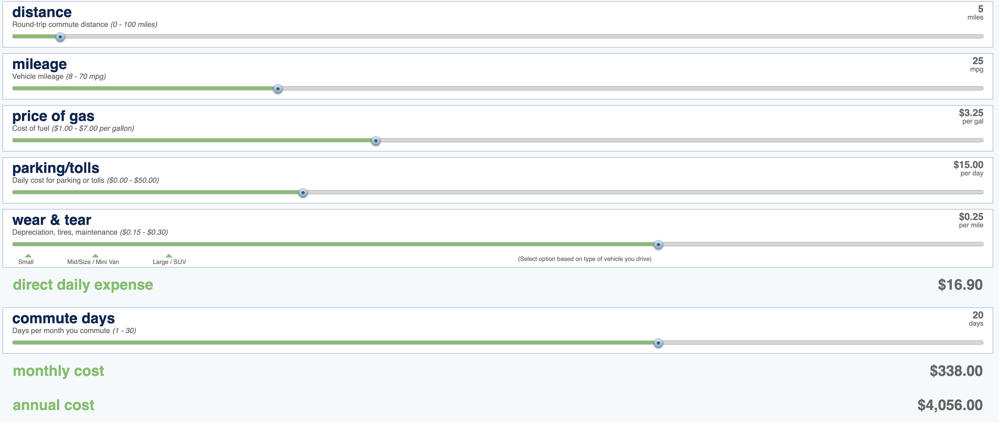 distance
5
Round-trip commute distance (0 - 100 miles)
miles
mileage
25
Vehicle mileage (8 - 70 mpg)
mpg
price of gas
$3.25
Cost of fuel ($1.00 - $7.00 per gallon)
per gal
parking/tolls
$15.00
Daily cost for parking or tolls ($0.00 - $50.00)
per day
wear & tear
$0.25
Depreciation, tires, maintenance ($0.15 - $0.30)
per mile
Small
Mid/Size / Mini Van
Large / SUV
(Select option based on type of vehicle you drive)
direct daily expense
$16.90
commute days
20
Days per month you commute (1 - 30)
days
monthly cost
$338.00
annual cost
$4,056.00